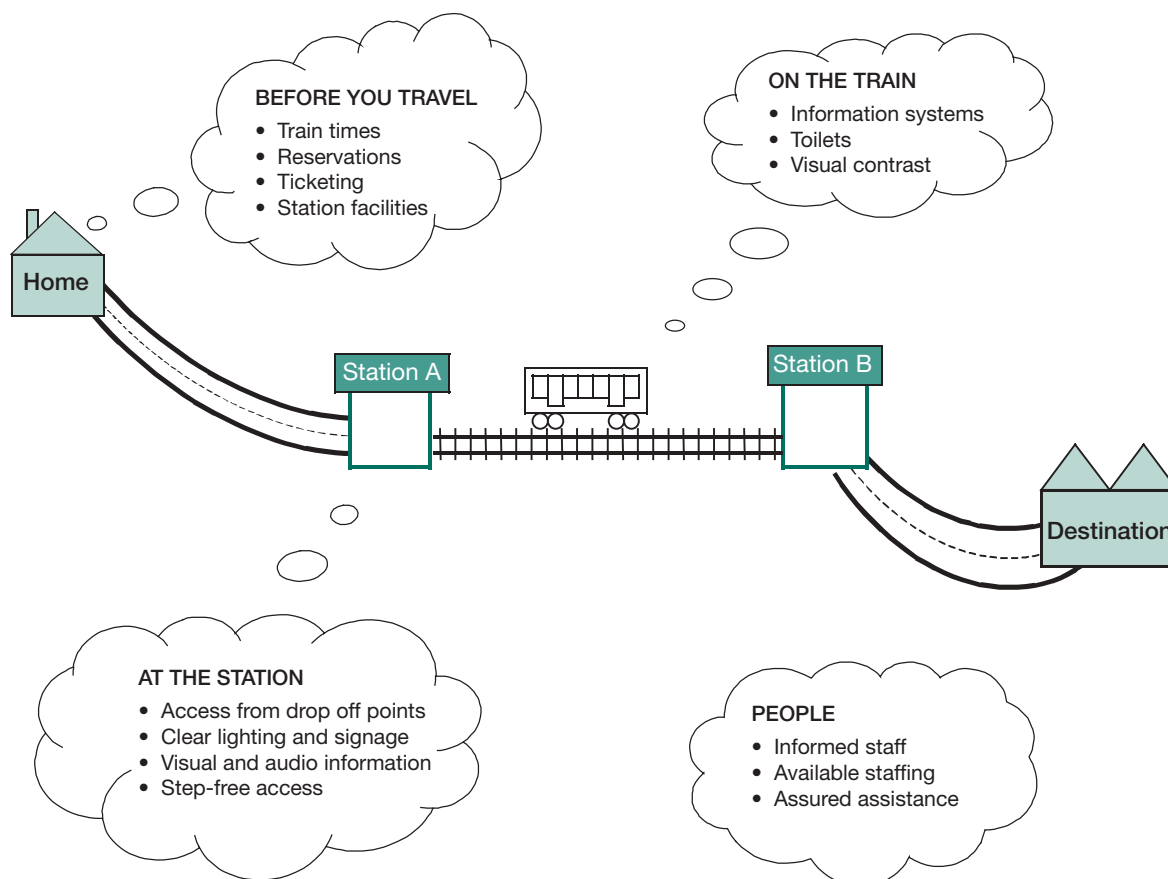 BEFORE YOU TRAVEL
• Train times
• Reservations
• Ticketing
• Station facilities
ON THE TRAIN
• Information systems
• Toilets
• Visual contrast
Home
Station A
Station B
Destination
AT THE STATION
• Access from drop off points
• Clear lighting and signage
• Visual and audio information
• Step-free access
PEOPLE
• Informed staff
• Available staffing
• Assured assistance